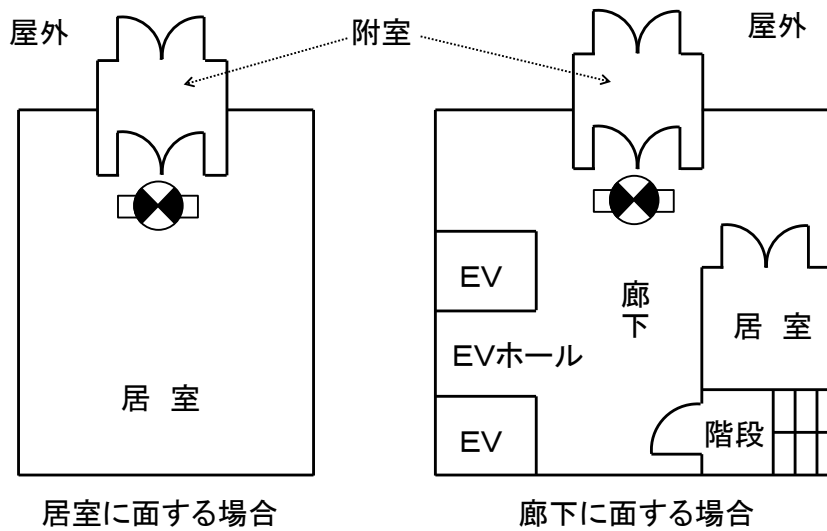 屋外
附室
屋外
居 室
居室に面する場合
EV
EVホール
EV
廊下
居 室
階段
廊下に面する場合